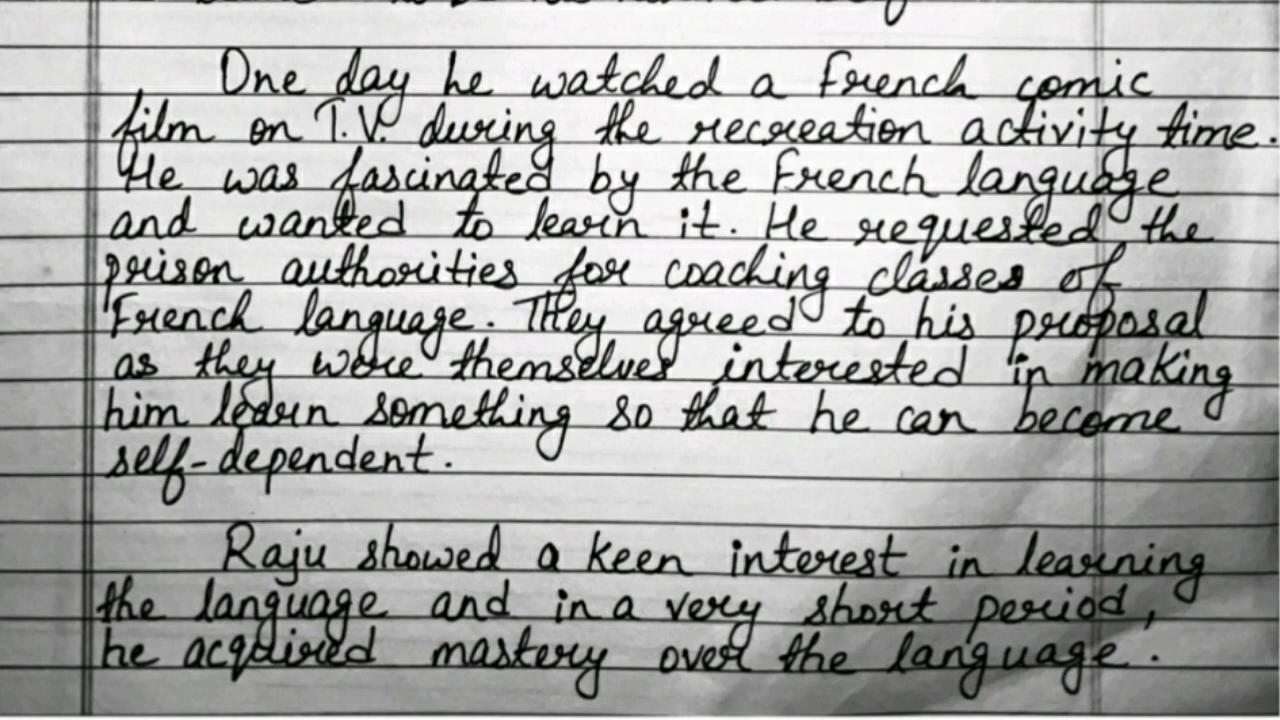 One day he watched a French comic
film on T.V. during the recreation activity time.
He was fascinated by the French language
and wanted to learn it. He requested the
prison authorities for coaching classes of
French language. They agreed to his proposal
as they were themselves interested in making
him learn something so that he can become
self-dependent.
Raju showed a keen interest in learning
the language and in a very short period,
he acquired mastery over the language.